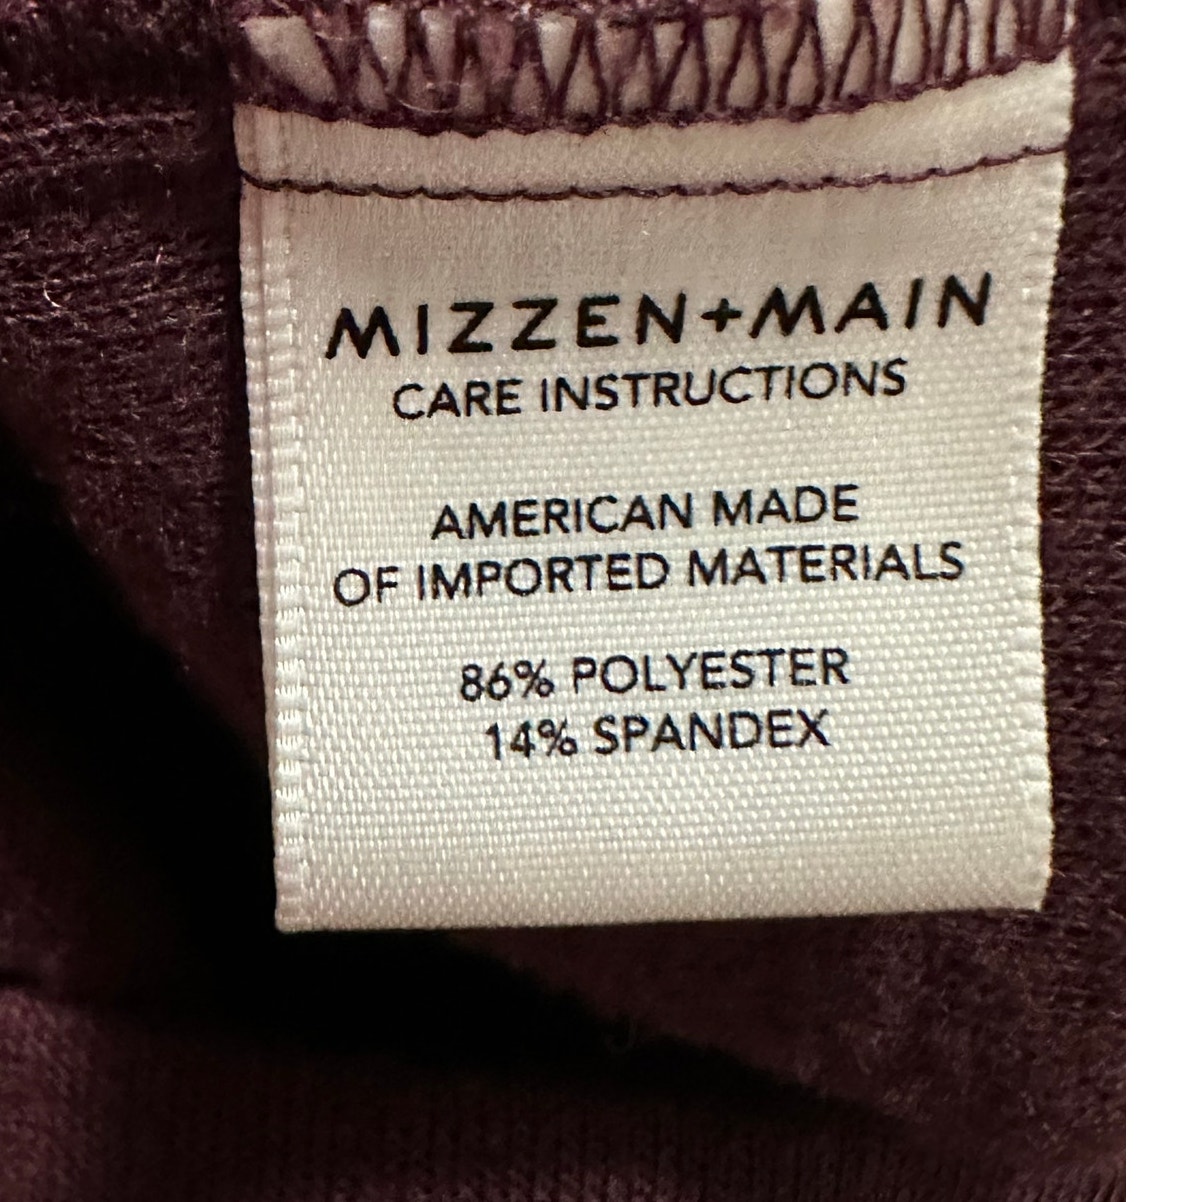 MIZZEN+MAIN
CARE INSTRUCTIONS
AMERICAN MADE
OF IMPORTED MATERIALS
86% POLYESTER
14% SPANDEX